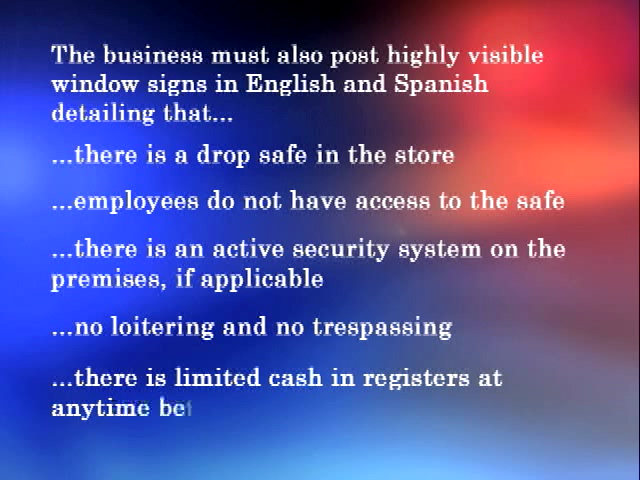 The business must also post highly visible
window signs in English and Spanish
detailing that...
...there is a drop safe in the store
...employees do not have access to the safe
...there is an active security system on the
premises, if applicable
...no loitering and no trespassing
...there is limited cash in registers at
anytime bet